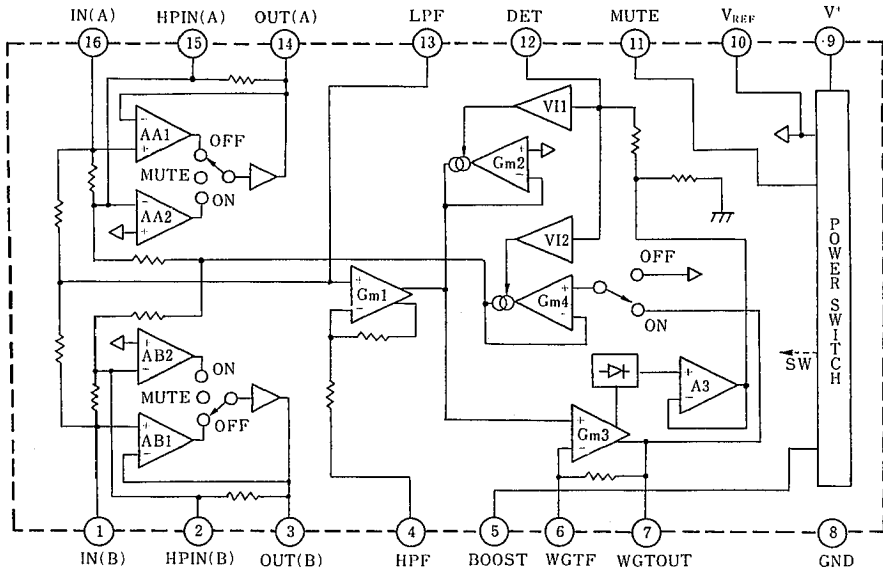 IN(A) HPIN(A) OUT(A) LPF DET MUTE VREF V+
16 15 14 13 12 11 10 9
AA1
OFF
MUTE
ON
AA2
VI1
Gm2
VI2
OFF
Gm1
Gm4
ON
POWER SWITCH
SW
AB2
ON
MUTE
OFF
AB1
A3
Gm3
1 2 3 4 5 6 7 8
IN(B) HPIN(B) OUT(B) HPF BOOST WGTF WGTOUT GND